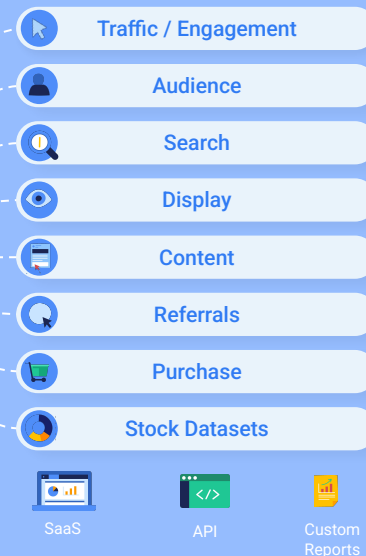 Traffic / Engagement
Audience
Search
Display
Content
Referrals
Purchase
Stock Datasets
</>
SaaS
API
Custom
Reports